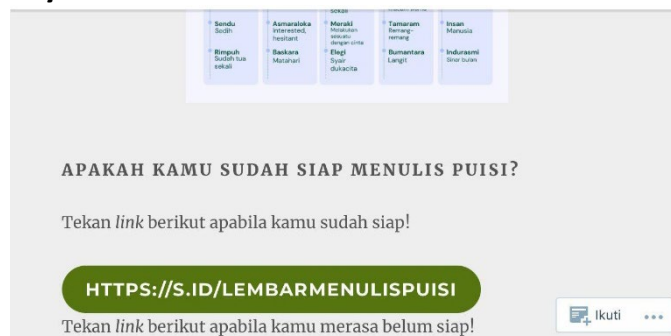 sekali
Sendu
Sedih
Asmaraloka
Interested,
hesitant
Meraki
Melakukan
sesuatu
dengan cinta
Tamaram
Remang-
remang
Insan
Manusia
Rimpuh
Sudah tua
sekali
Baskara
Matahari
Elegi
Syair
dukacita
Bumantara
Langit
Indurasmi
Sinar bulan
APAKAH KAMU SUDAH SIAP MENULIS PUISI?
Tekan link berikut apabila kamu sudah siap!
HTTPS://S.ID/LEMBARMENULISPUISI
Ikuti
Tekan link berikut apabila kamu merasa belum siap!